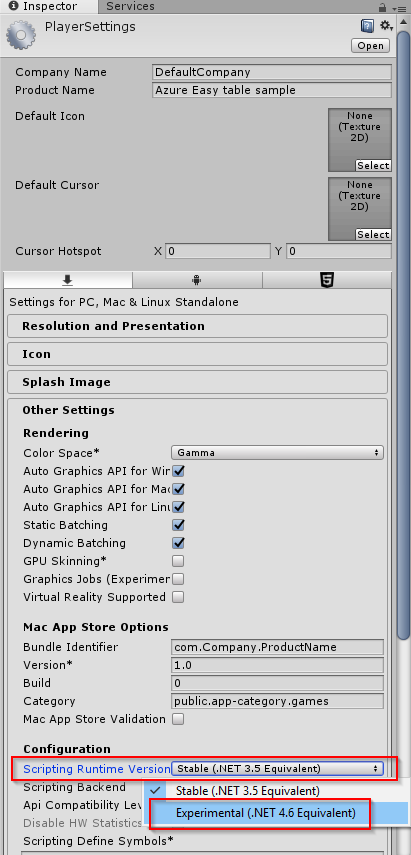 Inspector Services
PlayerSettings
Open
Company Name DefaultCompany
Product Name Azure Easy table sample
Default Icon
None
(Texture
2D)
Select
Default Cursor
None
(Texture
2D)
Select
Cursor Hotspot X 0 Y 0
Settings for PC, Mac & Linux Standalone
Resolution and Presentation
Icon
Splash Image
Other Settings
Rendering
Color Space* Gamma
Auto Graphics API for Win
Auto Graphics API for Mac
Auto Graphics API for Linu
Static Batching
Dynamic Batching
GPU Skinning*
Graphics Jobs (Experimen
Virtual Reality Supported
Mac App Store Options
Bundle Identifier com.Company.ProductName
Version* 1.0
Build 0
Category public.app-category.games
Mac App Store Validation
Configuration
Scripting Runtime Version Stable (.NET 3.5 Equivalent)
Scripting Backend Stable (.NET 3.5 Equivalent)
Api Compatibility Lev
Experimental (.NET 4.6 Equivalent)
Disable HW Statistics
Scripting Define Symbols*